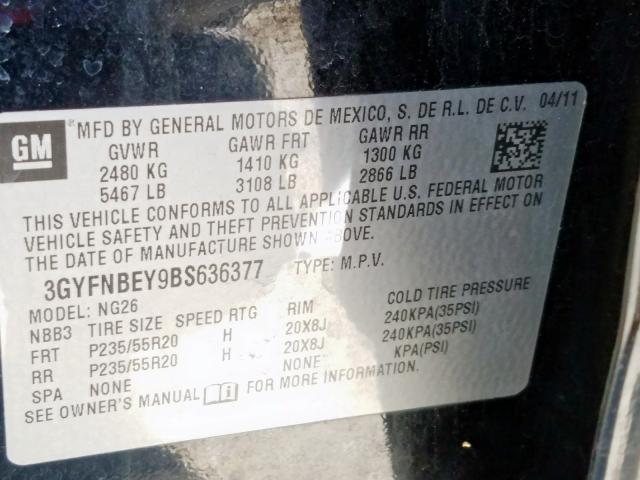 GM ® MFD BY GENERAL MOTORS DE MEXICO, S. DE R.L. DE C.V. 04/11
GVWR GAWR FRT GAWR RR
2480 KG 1410 KG 1300 KG
5467 LB 3108 LB 2866 LB
THIS VEHICLE CONFORMS TO ALL APPLICABLE U.S. FEDERAL MOTOR
VEHICLE SAFETY AND THEFT PREVENTION STANDARDS IN EFFECT ON
THE DATE OF MANUFACTURE SHOWN ABOVE.
3GYFNBEY9BS636377 TYPE: M.P.V.
MODEL: NG26
NBB3 TIRE SIZE SPEED RTG RIM COLD TIRE PRESSURE
FRT P235/55R20 H 20X8J 240KPA(35PSI)
RR P235/55R20 H 20X8J 240KPA(35PSI)
SPA NONE NONE KPA(PSI)
SEE OWNER'S MANUAL FOR MORE INFORMATION.